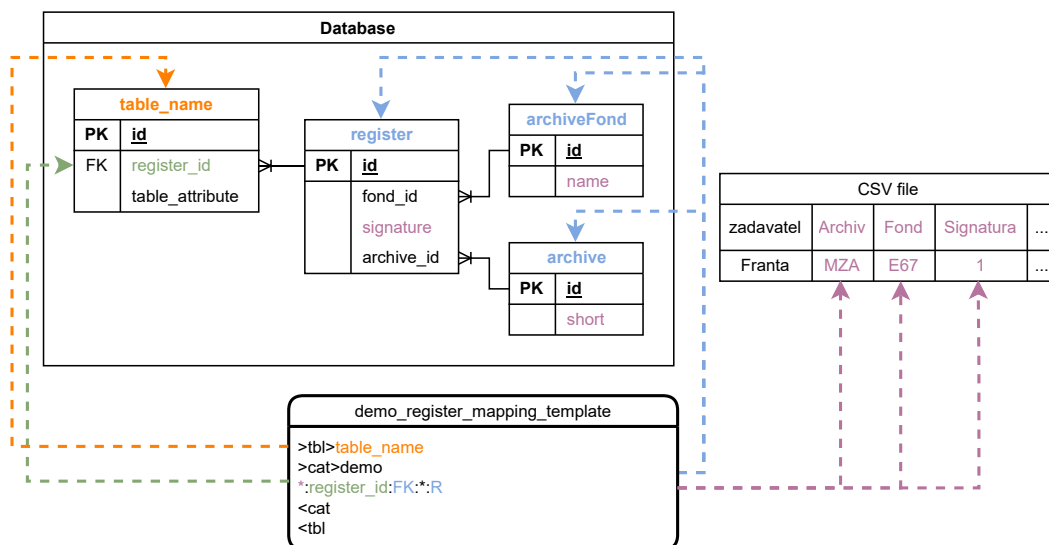 Database
table_name
PK id
FK register_id
table_attribute
register
PK id
fond_id
signature
archive_id
archiveFond
PK id
name
archive
PK id
short
CSV file
zadavatel Archiv Fond Signatura ...
Franta MZA E67 1 ...
demo_register_mapping_template
>tbl>table_name
>cat>demo
*:register_id:FK:*:R
<cat
<tbl